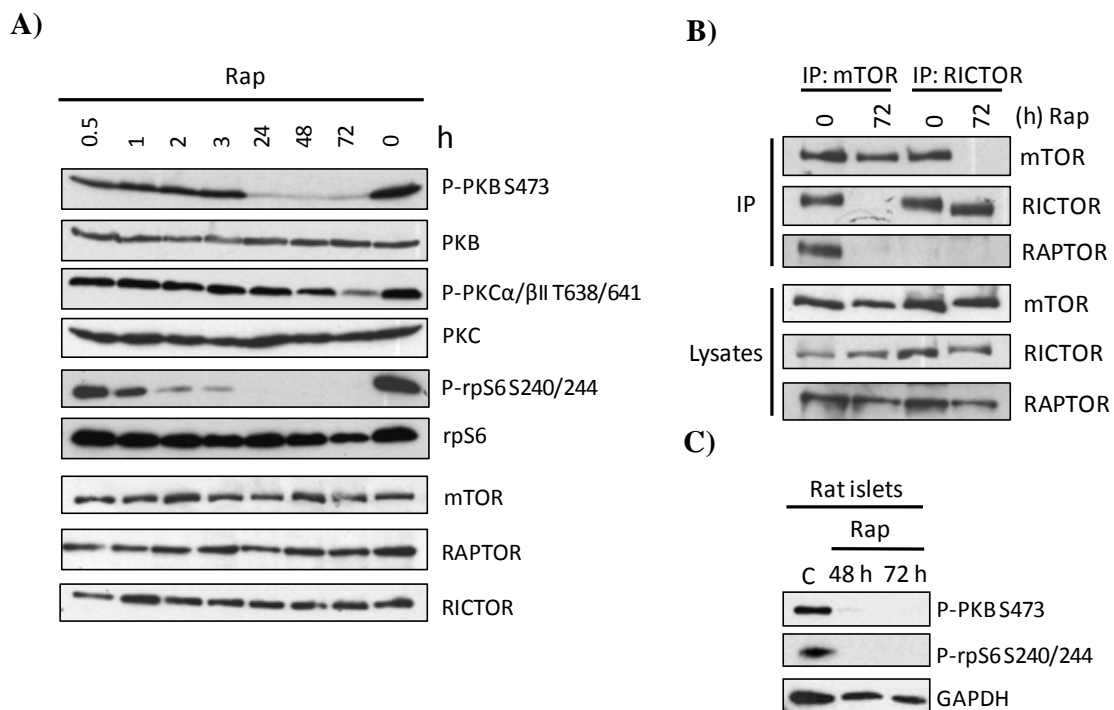 A)
Rap
0.5 1 2 3 24 48 72 0 h
P-PKB S473
PKB
P-PKCα/βII T638/641
PKC
P-rpS6 S240/244
rpS6
mTOR
RAPTOR
RICTOR
B)
IP: mTOR IP: RICTOR
0 72 0 72 (h) Rap
IP
mTOR
RICTOR
RAPTOR
Lysates
mTOR
RICTOR
RAPTOR
C)
Rat islets
Rap
C 48 h 72 h
P-PKB S473
P-rpS6 S240/244
GAPDH